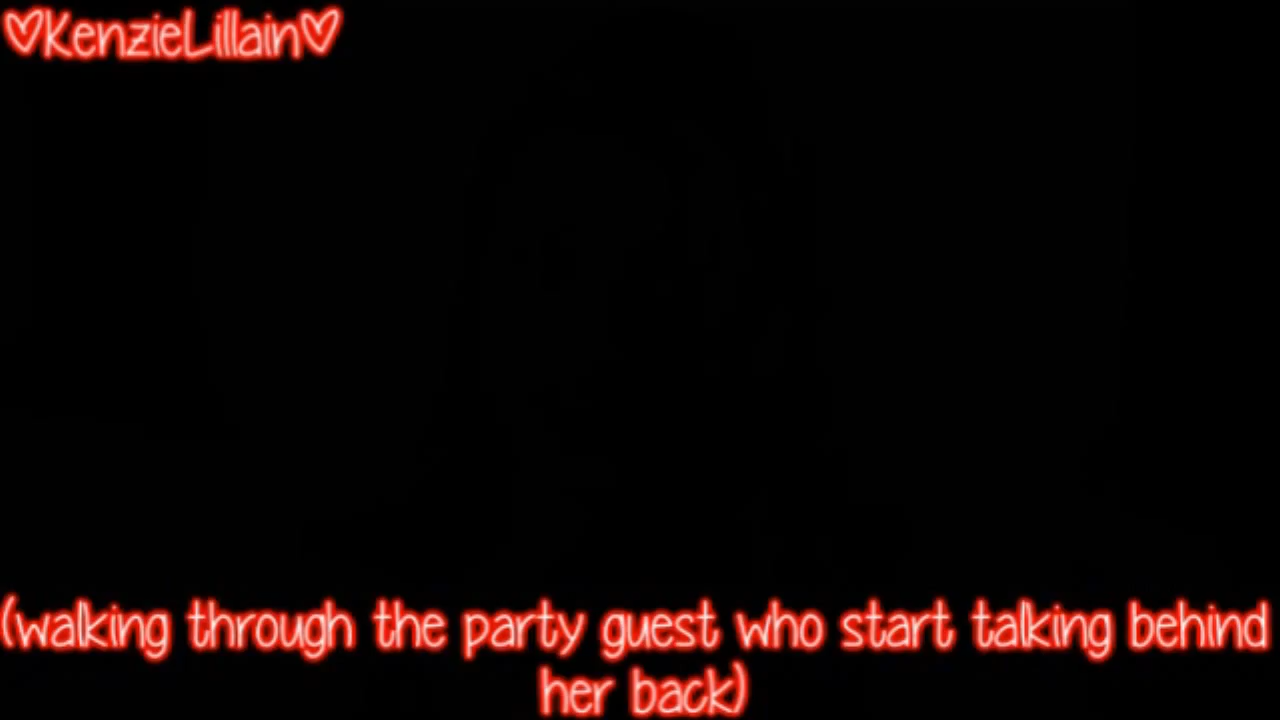 ♡KenzieLillain♡
(walking through the party guest who start talking behind
her back)